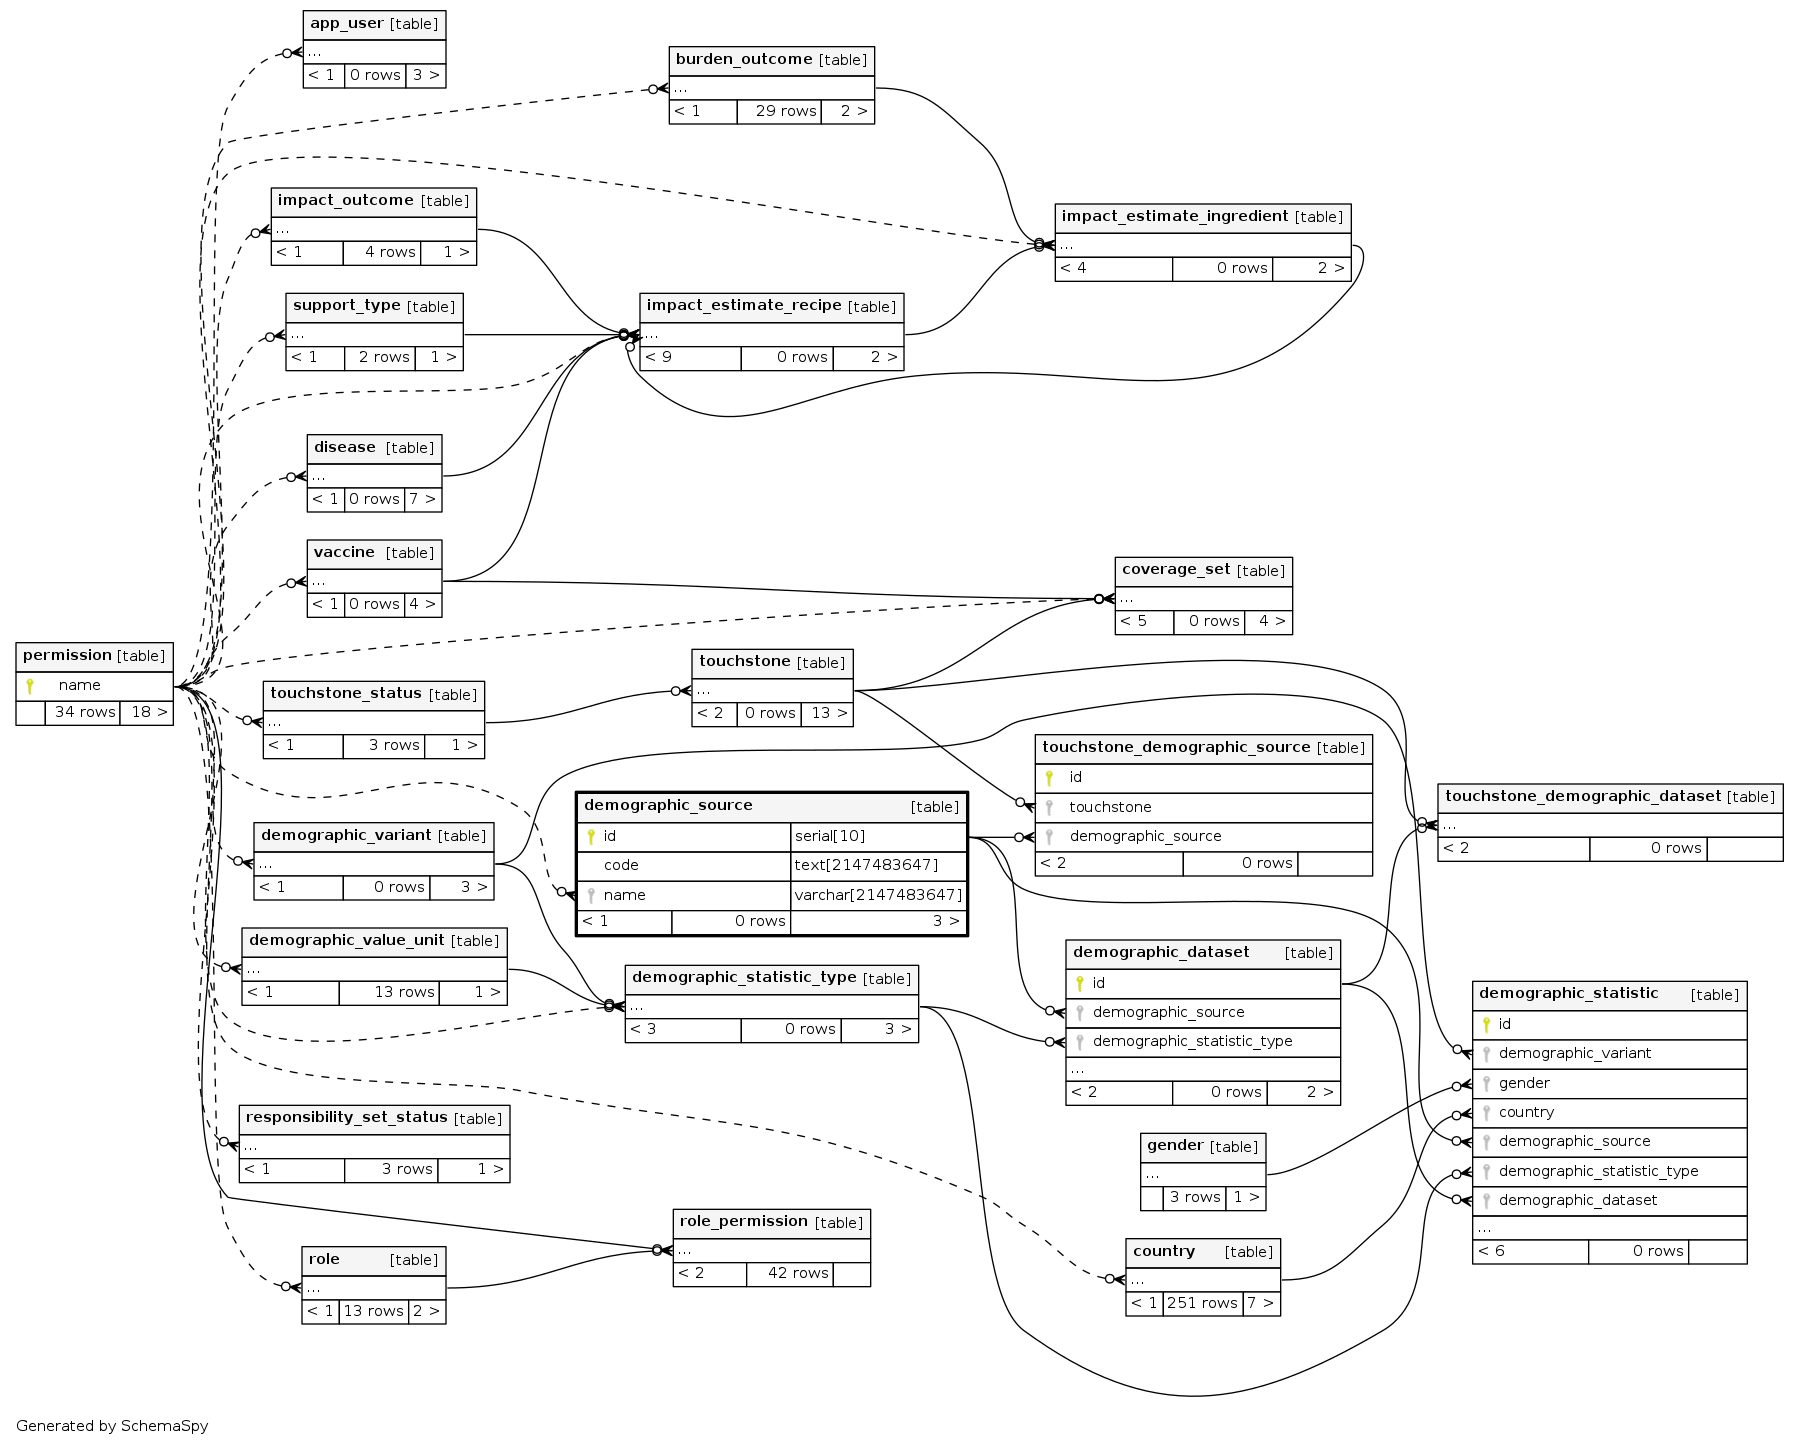 app_user [table]
...
< 1 0 rows 3 >
burden_outcome [table]
...
< 1 29 rows 2 >
impact_outcome [table]
...
< 1 4 rows 1 >
impact_estimate_ingredient [table]
...
< 4 0 rows 2 >
support_type [table]
...
< 1 2 rows 1 >
impact_estimate_recipe [table]
...
< 9 0 rows 2 >
disease [table]
...
< 1 0 rows 7 >
vaccine [table]
...
< 1 0 rows 4 >
coverage_set [table]
...
< 5 0 rows 4 >
permission [table]
name
34 rows 18 >
touchstone_status [table]
...
< 1 3 rows 1 >
touchstone [table]
...
< 2 0 rows 13 >
touchstone_demographic_source [table]
id
touchstone
demographic_source
< 2 0 rows
touchstone_demographic_dataset [table]
...
< 2 0 rows
demographic_source [table]
id serial[10]
code text[2147483647]
name varchar[2147483647]
< 1 0 rows 3 >
demographic_variant [table]
...
< 1 0 rows 3 >
demographic_value_unit [table]
...
< 1 13 rows 1 >
demographic_statistic_type [table]
...
< 3 0 rows 3 >
demographic_dataset [table]
id
demographic_source
demographic_statistic_type
...
< 2 0 rows 2 >
demographic_statistic [table]
id
demographic_variant
gender
country
demographic_source
demographic_statistic_type
demographic_dataset
...
< 6 0 rows
responsibility_set_status [table]
...
< 1 3 rows 1 >
gender [table]
...
3 rows 1 >
role_permission [table]
...
< 2 42 rows
role [table]
...
< 1 13 rows 2 >
country [table]
...
< 1 251 rows 7 >
Generated by SchemaSpy